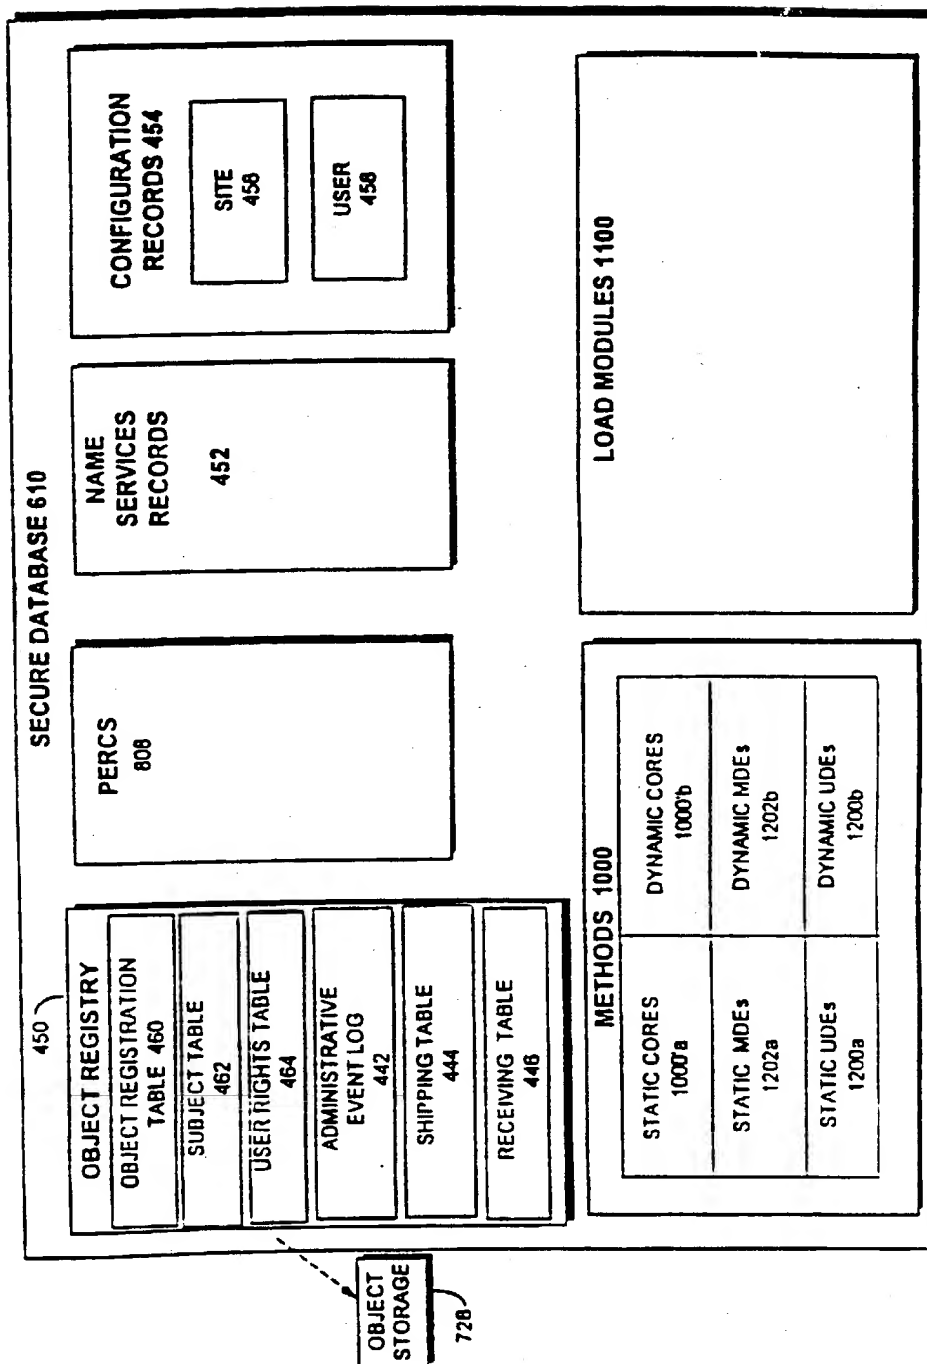 SECURE DATABASE 610
450
OBJECT REGISTRY
OBJECT REGISTRATION
TABLE 460
SUBJECT TABLE
462
USER RIGHTS TABLE
464
ADMINISTRATIVE
EVENT LOG
442
SHIPPING TABLE
444
RECEIVING TABLE
446
OBJECT
STORAGE
728
PERCS
808
NAME
SERVICES
RECORDS
452
CONFIGURATION
RECORDS 454
SITE
456
USER
458
METHODS 1000
STATIC CORES
1000'a
DYNAMIC CORES
1000'b
STATIC MDEs
1202a
DYNAMIC MDEs
1202b
STATIC UDEs
1200a
DYNAMIC UDEs
1200b
LOAD MODULES 1100